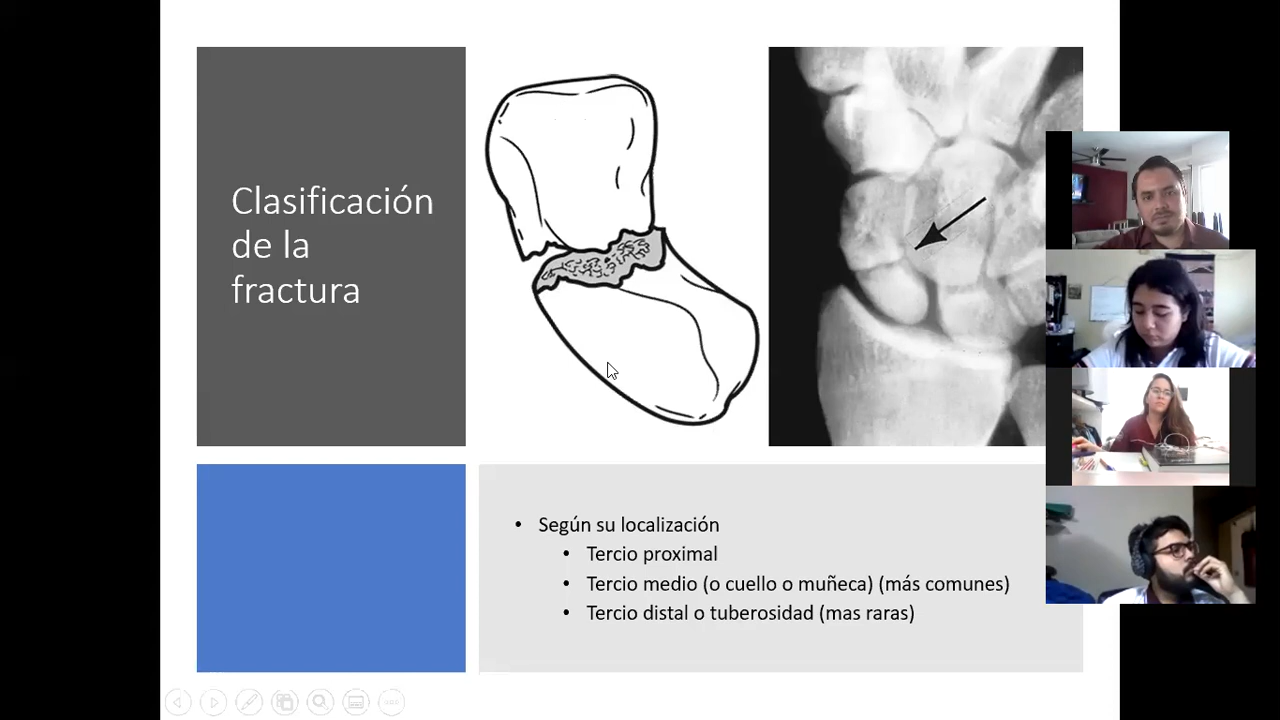 Clasificación
de la
fractura
• Según su localización
• Tercio proximal
• Tercio medio (o cuello o muñeca) (más comunes)
• Tercio distal o tuberosidad (mas raras)